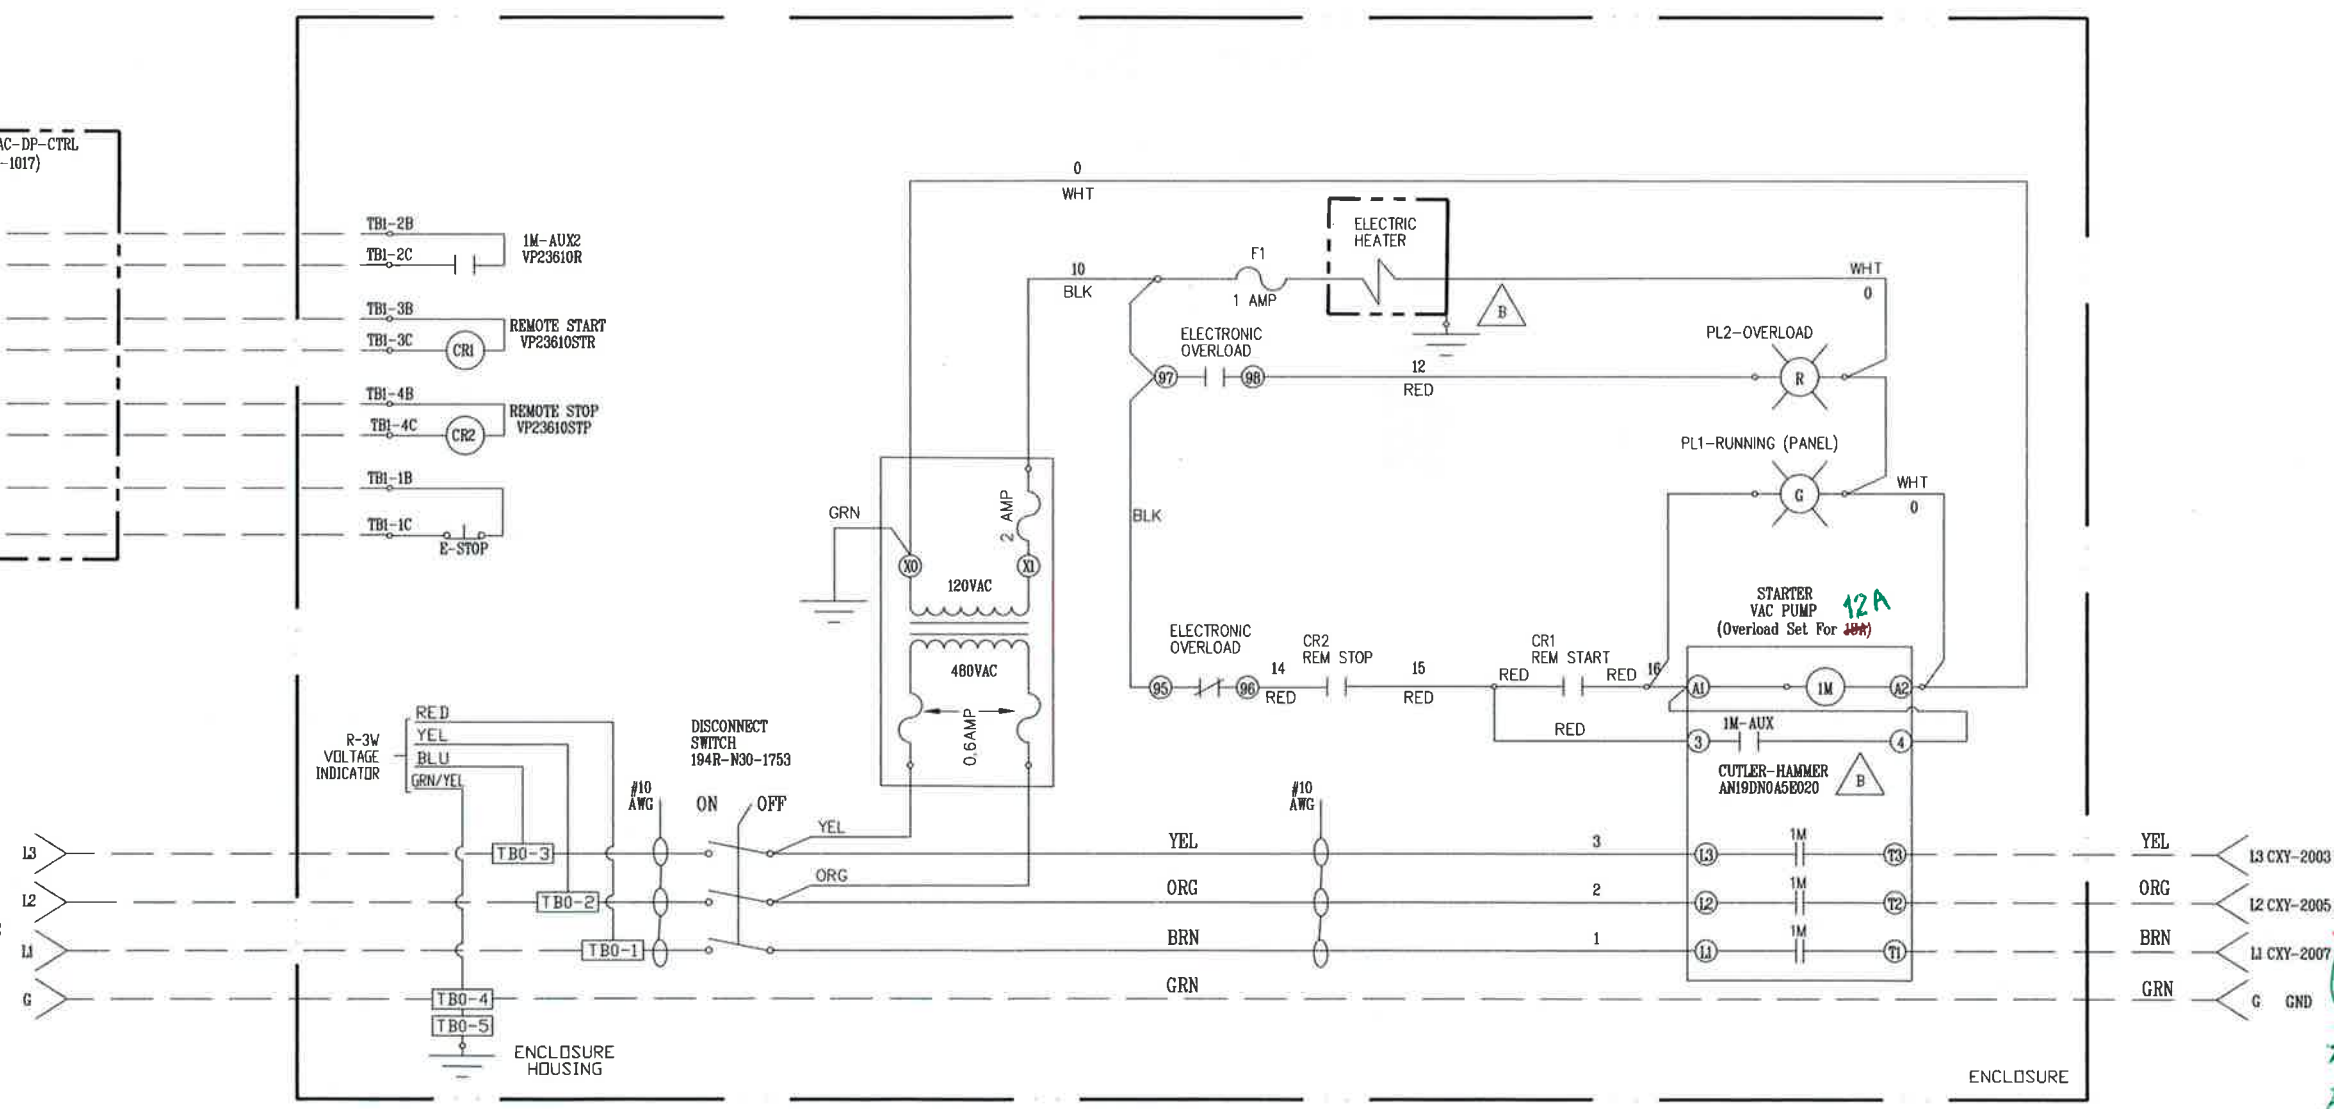 AC-DP-CTRL
-1017)
TB1-2B
TB1-2C
1M-AUX2
VP23610R
TB1-3B
TB1-3C
CR1
REMOTE START
VP23610STR
TB1-4B
TB1-4C
CR2
REMOTE STOP
VP23610STP
TB1-1B
TB1-1C
E-STOP
0
WHT
10
BLK
F1
1 AMP
ELECTRIC
HEATER
B
WHT
0
ELECTRONIC
OVERLOAD
97
98
12
RED
PL2-OVERLOAD
R
PL1-RUNNING (PANEL)
G
WHT
0
BLK
GRN
2 AMP
X0
X1
120VAC
480VAC
0.6AMP
STARTER
VAC PUMP 12A
(Overload Set For
ELECTRONIC
OVERLOAD
95
96
14
RED
CR2
REM STOP
15
RED
CR1
REM START
RED
RED
16
A1
1M
A2
RED
1M-AUX
3
4
CUTLER-HAMMER
AN19DN0A5E020
B
R-3W
VOLTAGE
INDICATOR
RED
YEL
BLU
GRN/YEL
DISCONNECT
SWITCH
194R-N30-1753
#10
AWG
ON
OFF
YEL
ORG
#10
AWG
L3
TB0-3
YEL
3
L3
1M
T3
YEL
L3 CXY-2003
L2
TB0-2
ORG
2
L2
1M
T2
ORG
L2 CXY-2005
L1
TB0-1
BRN
1
L1
1M
T1
BRN
L1 CXY-2007
G
TB0-4
GRN
GRN
G GND
TB0-5
ENCLOSURE
HOUSING
ENCLOSURE